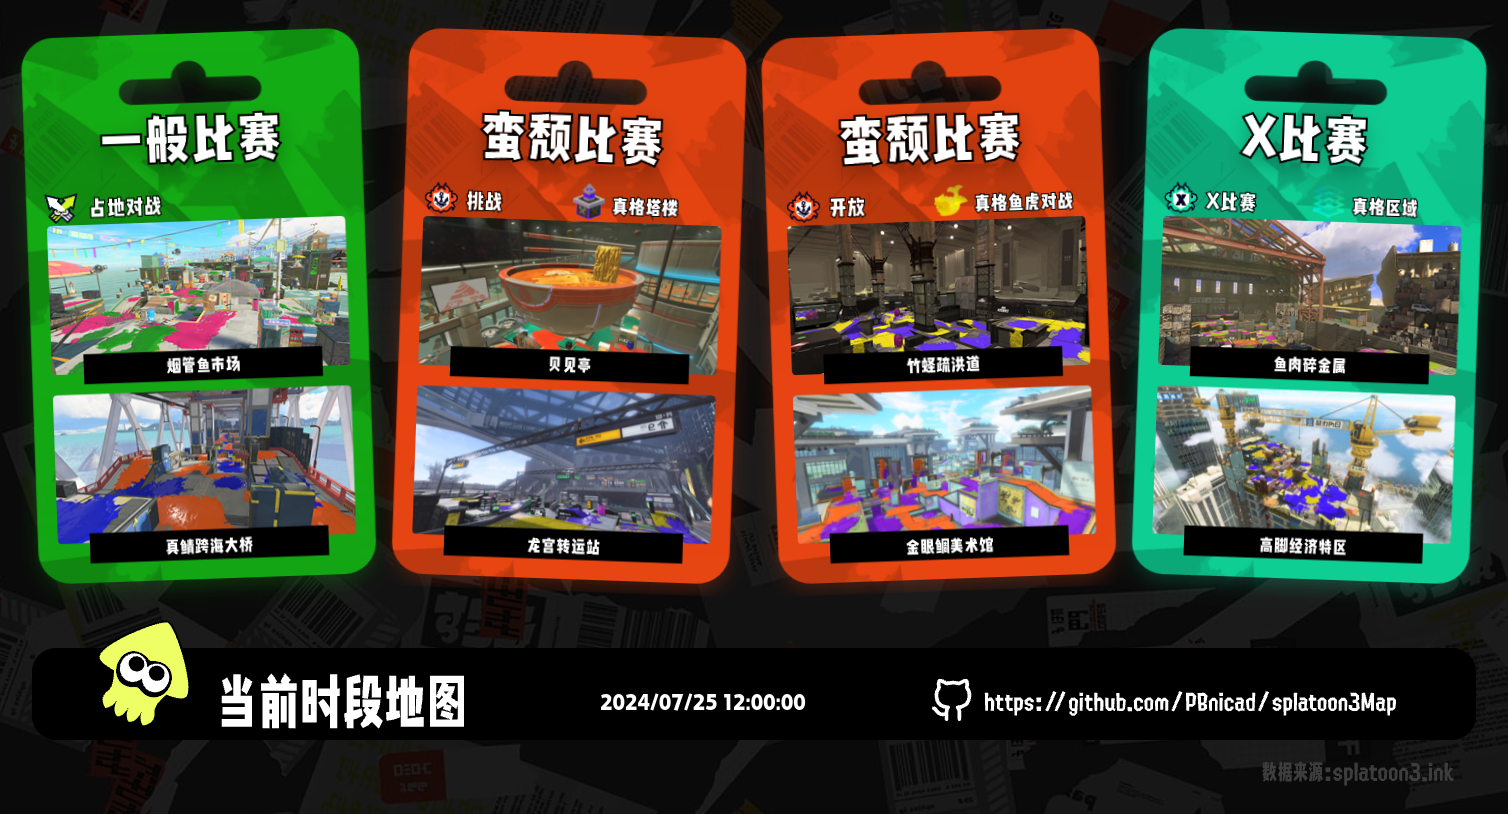 一般比赛
占地对战
烟管鱼市场
真鲭跨海大桥
蛮颓比赛
挑战
真格塔楼
贝贝亭
龙宫转运站
蛮颓比赛
开放
真格鱼虎对战
竹蛏疏洪道
金眼鲷美术馆
X比赛
X比赛
真格区域
鱼肉碎金属
高脚经济特区
当前时段地图
2024/07/25 12:00:00
https://github.com/PBnicad/splatoon3Map
数据来源:splatoon3.ink